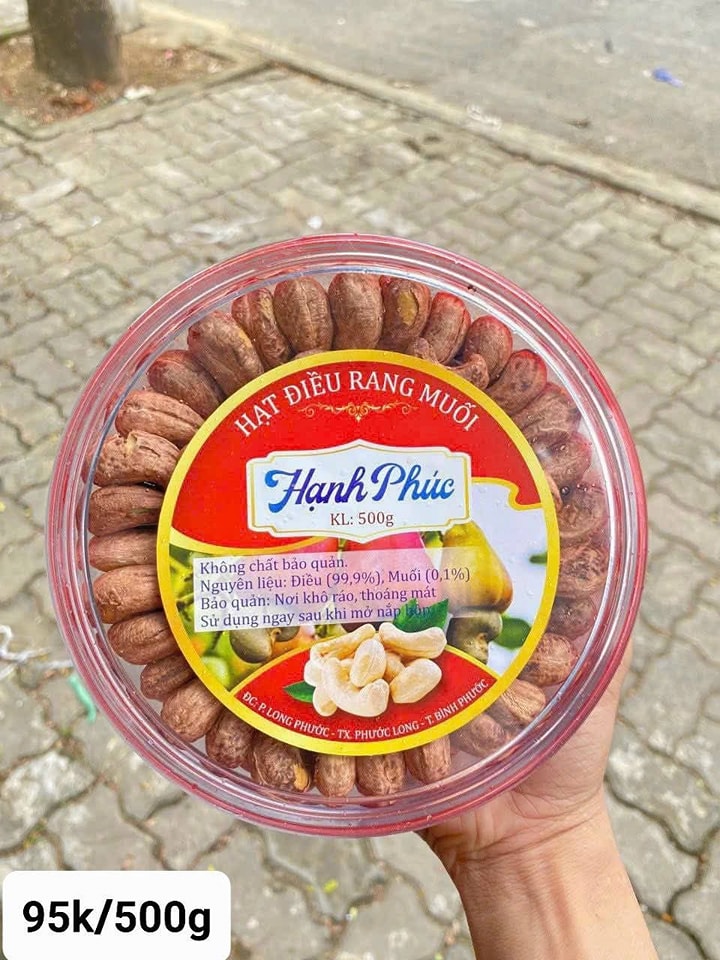 HẠT ĐIỀU RANG MUỐI
Hạnh Phúc
KL: 500g
Không chất bảo quản.
Nguyên liệu: Điều (99,9%), Muối (0,1%)
Bảo quản: Nơi khô ráo, thoáng mát
Sử dụng ngay sau khi mở nắp hộp.
ĐC: P. LONG PHƯỚC - TX. PHƯỚC LONG - T. BÌNH PHƯỚC
95k/500g